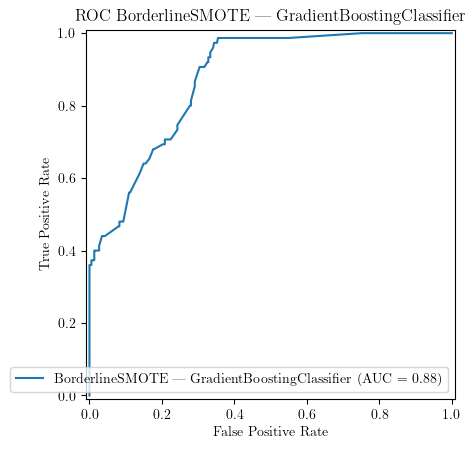 ROC BorderlineSMOTE — GradientBoostingClassifier
1.0
0.8
0.6
0.4
0.2
0.0
True Positive Rate
BorderlineSMOTE — GradientBoostingClassifier (AUC = 0.88)
0.0 0.2 0.4 0.6 0.8 1.0
False Positive Rate